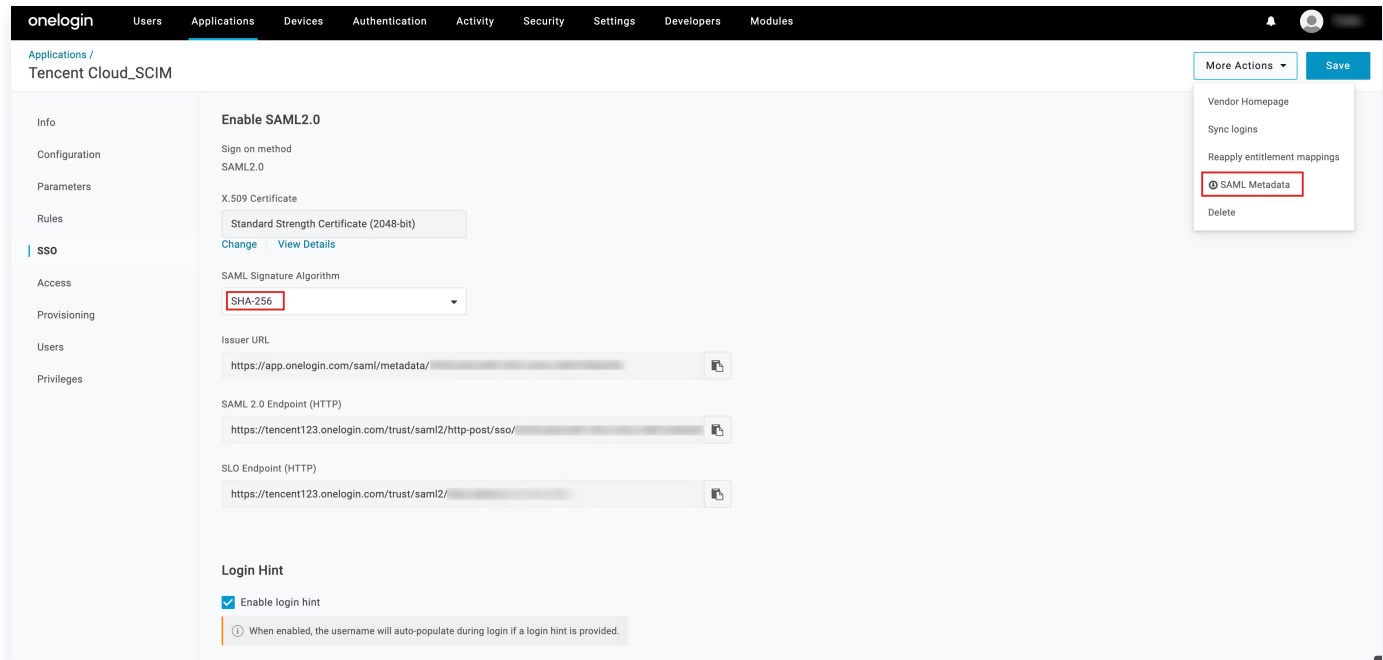 onelogin Users Applications Devices Authentication Activity Security Settings Developers Modules
Applications /
Tencent Cloud_SCIM
More Actions Save
Vendor Homepage
Sync logins
Reapply entitlement mappings
SAML Metadata
Delete
Info
Configuration
Parameters
Rules
SSO
Access
Provisioning
Users
Privileges
Enable SAML2.0
Sign on method
SAML2.0
X.509 Certificate
Standard Strength Certificate (2048-bit)
Change View Details
SAML Signature Algorithm
SHA-256
Issuer URL
https://app.onelogin.com/saml/metadata/
SAML 2.0 Endpoint (HTTP)
https://tencent123.onelogin.com/trust/saml2/http-post/sso/
SLO Endpoint (HTTP)
https://tencent123.onelogin.com/trust/saml2/
Login Hint
Enable login hint
When enabled, the username will auto-populate during login if a login hint is provided.